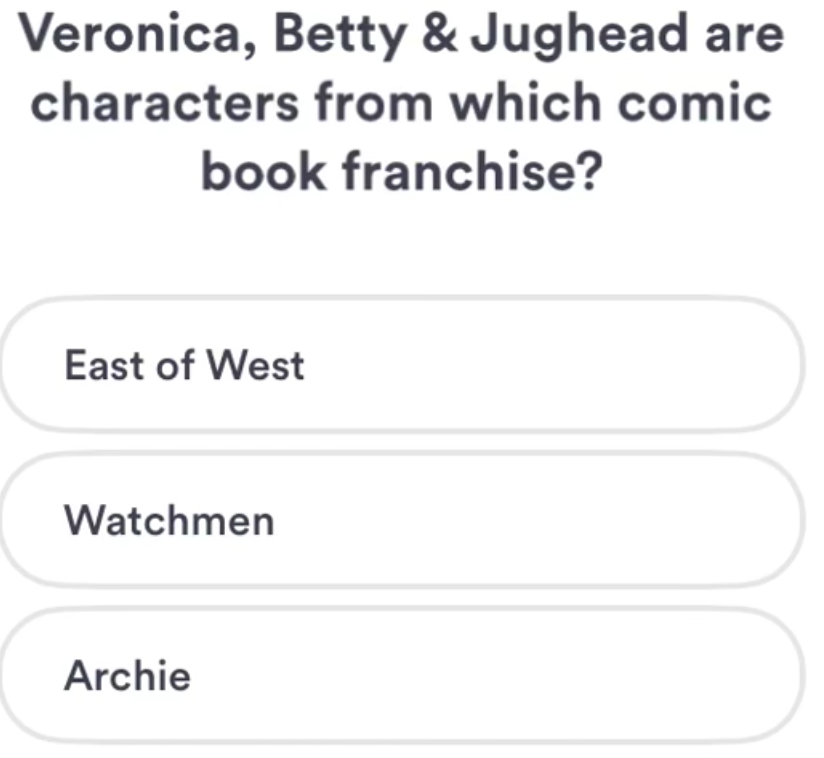 Veronica, Betty & Jughead are
characters from which comic
book franchise?
East of West
Watchmen
Archie